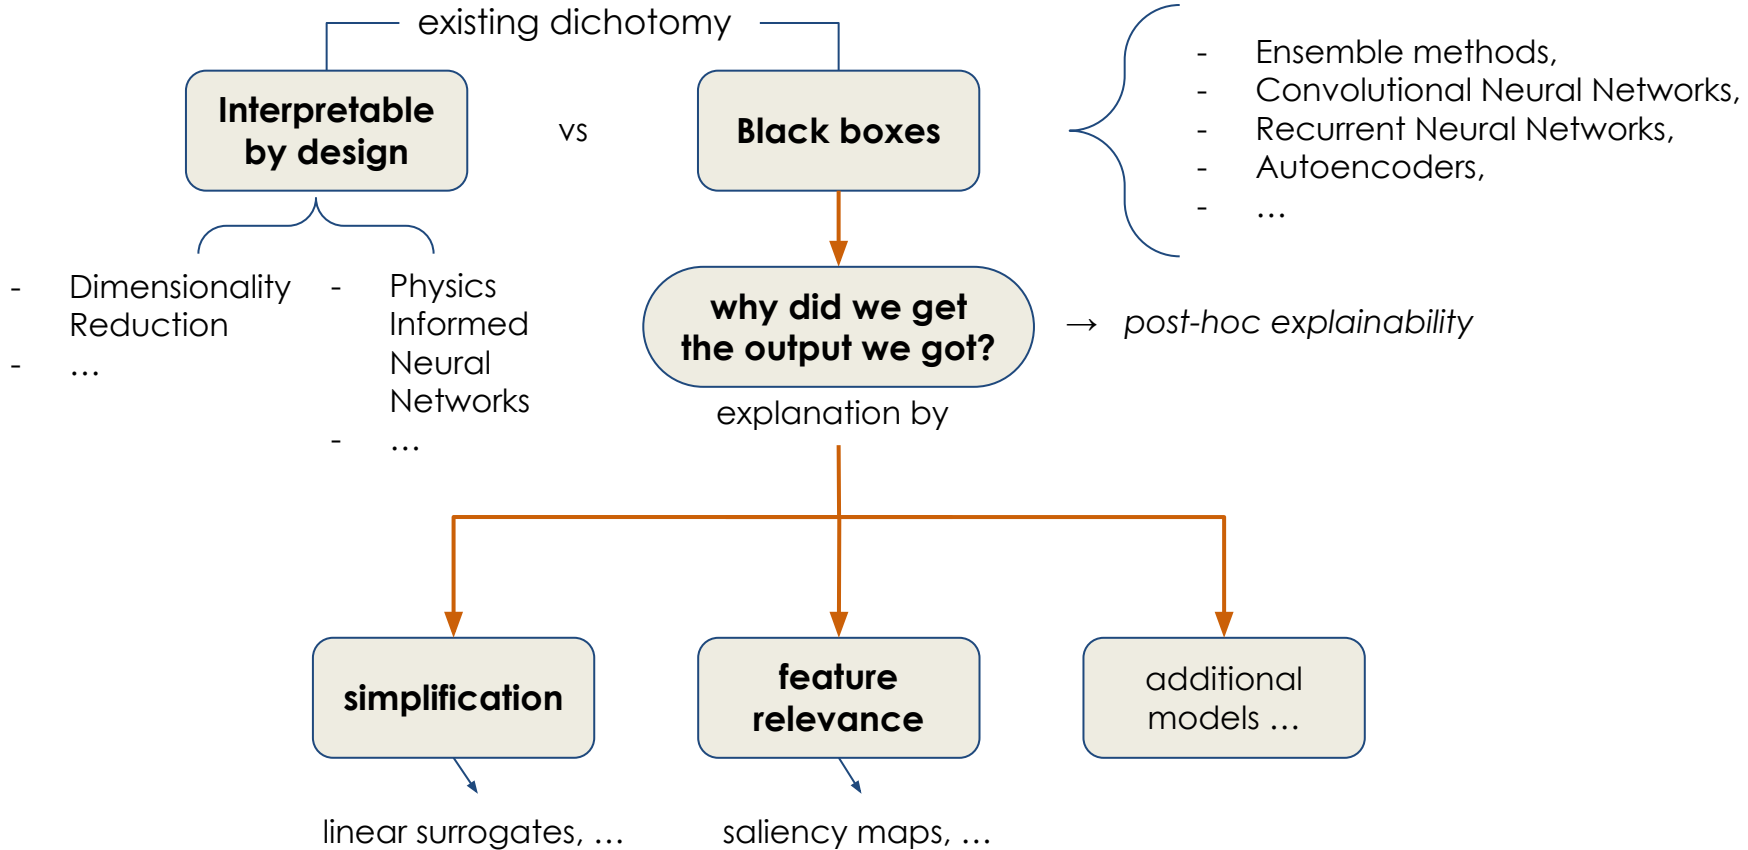 existing dichotomy
Interpretable
by design
vs
Black boxes
- Ensemble methods,
- Convolutional Neural Networks,
- Recurrent Neural Networks,
- Autoencoders,
- …
- Dimensionality
Reduction
- …
- Physics
Informed
Neural
Networks
- …
why did we get
the output we got?
→ post-hoc explainability
explanation by
simplification
feature
relevance
additional
models …
linear surrogates, …
saliency maps, …